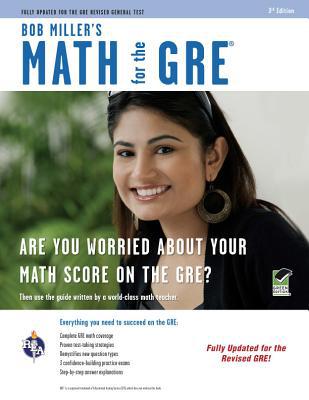 FULLY UPDATED FOR THE GRE REVISED GENERAL TEST
BOB MILLER'S
3rd Edition
MATH for the GRE®
ARE YOU WORRIED ABOUT YOUR
MATH SCORE ON THE GRE?
Then use the guide written by a world-class math teacher.
GREEN
EDITION
Everything you need to succeed on the GRE:
REA
Complete GRE math coverage
Proven test-taking strategies
Demystifies new question types
3 confidence-building practice exams
Step-by-step answer explanations
Fully Updated for the
Revised GRE!